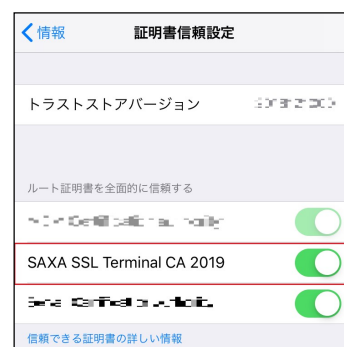 情報
証明書信頼設定
トラストストアバージョン
ルート証明書を全面的に信頼する
SAXA SSL Terminal CA 2019
信頼できる証明書の詳しい情報